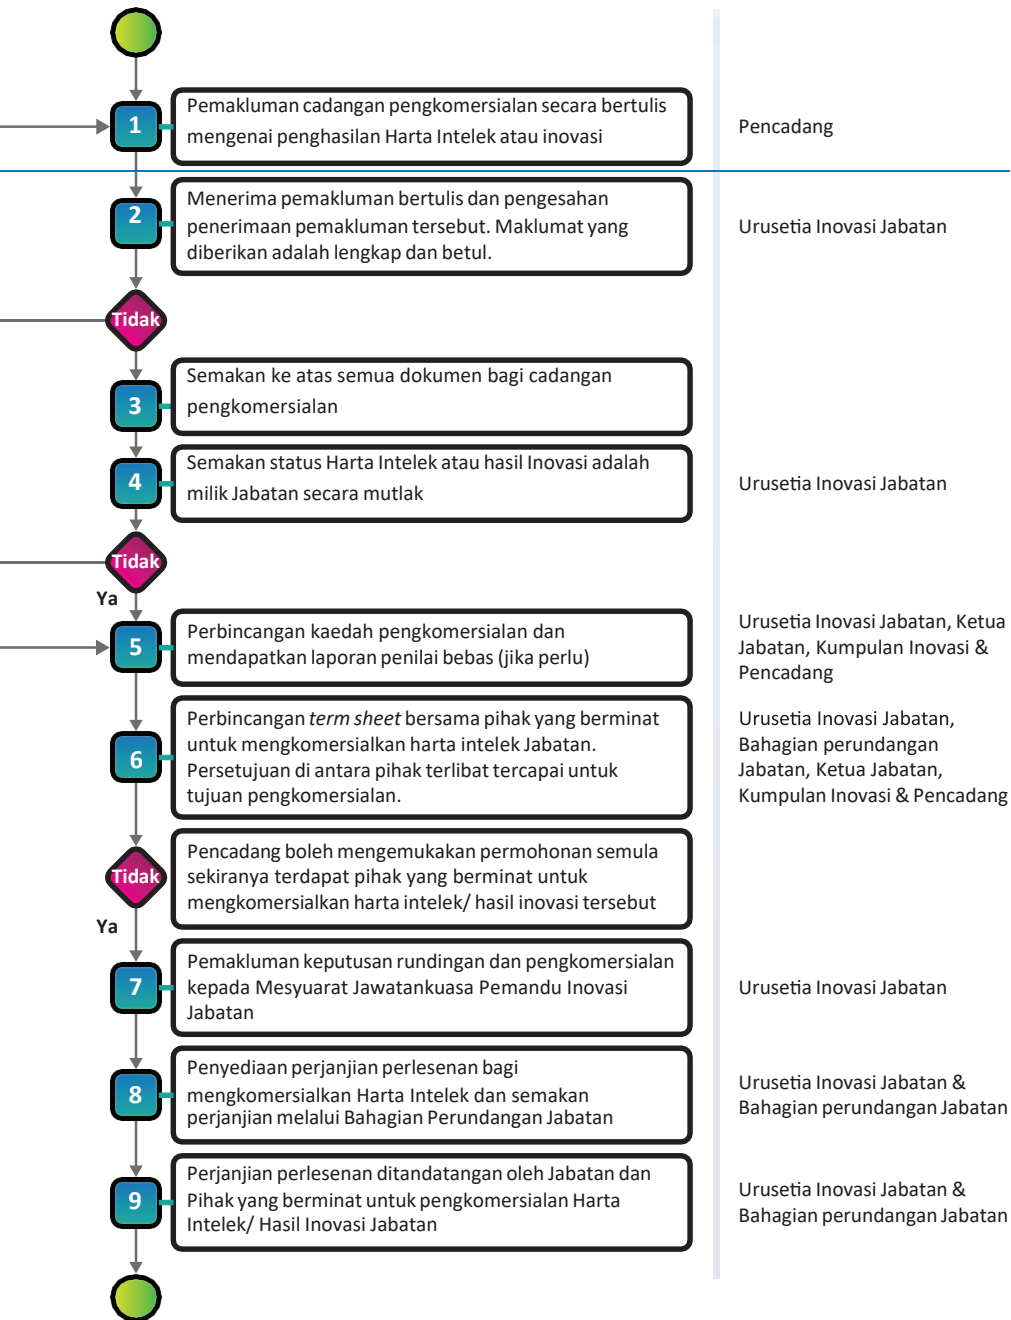 1
Pemakluman cadangan pengkomersialan secara bertulis
mengenai penghasilan Harta Intelek atau inovasi
Pencadang
2
Menerima pemakluman bertulis dan pengesahan
penerimaan pemakluman tersebut. Maklumat yang
diberikan adalah lengkap dan betul.
Urusetia Inovasi Jabatan
Tidak
3
Semakan ke atas semua dokumen bagi cadangan
pengkomersialan
4
Semakan status Harta Intelek atau hasil Inovasi adalah
milik Jabatan secara mutlak
Urusetia Inovasi Jabatan
Tidak
Ya
5
Perbincangan kaedah pengkomersialan dan
mendapatkan laporan penilai bebas (jika perlu)
Urusetia Inovasi Jabatan, Ketua
Jabatan, Kumpulan Inovasi &
Pencadang
6
Perbincangan term sheet bersama pihak yang berminat
untuk mengkomersialkan harta intelek Jabatan.
Persetujuan di antara pihak terlibat tercapai untuk
tujuan pengkomersialan.
Urusetia Inovasi Jabatan,
Bahagian perundangan
Jabatan, Ketua Jabatan,
Kumpulan Inovasi & Pencadang
Tidak
Ya
Pencadang boleh mengemukakan permohonan semula
sekiranya terdapat pihak yang berminat untuk
mengkomersialkan harta intelek/ hasil inovasi tersebut
7
Pemakluman keputusan rundingan dan pengkomersialan
kepada Mesyuarat Jawatankuasa Pemandu Inovasi
Jabatan
Urusetia Inovasi Jabatan
8
Penyediaan perjanjian perlesenan bagi
mengkomersialkan Harta Intelek dan semakan
perjanjian melalui Bahagian Perundangan Jabatan
Urusetia Inovasi Jabatan &
Bahagian perundangan Jabatan
9
Perjanjian perlesenan ditandatangan oleh Jabatan dan
Pihak yang berminat untuk pengkomersialan Harta
Intelek/ Hasil Inovasi Jabatan
Urusetia Inovasi Jabatan &
Bahagian perundangan Jabatan